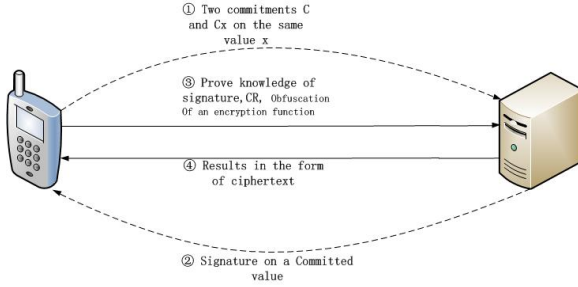 ① Two commitments C
and Cx on the same
value x
③ Prove knowledge of
signature,CR, Obfuscation
Of an encryption function
④ Results in the form
of ciphertext
② Signature on a Committed
value